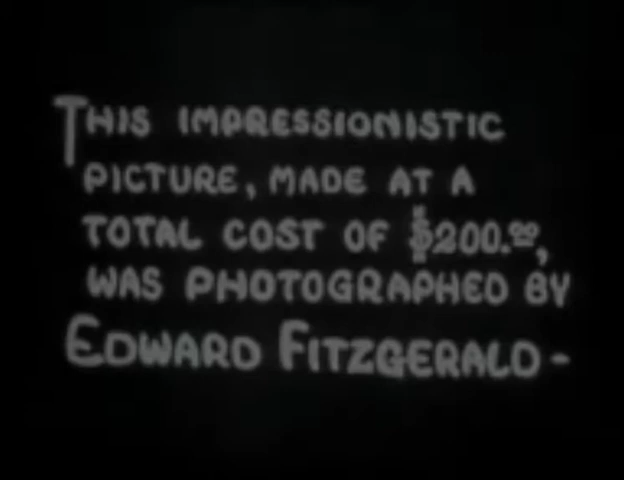 THIS IMPRESSIONISTIC
PICTURE, MADE AT A
TOTAL COST OF $200.00,
WAS PHOTOGRAPHED BY
EDWARD FITZGERALD -